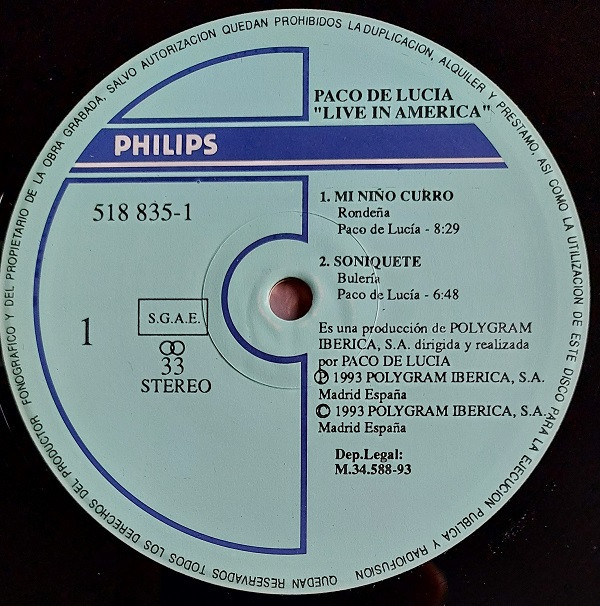 QUEDAN RESERVADOS TODOS LOS DERECHOS DEL PRODUCTOR FONOGRAFICO Y DEL PROPIETARIO DE LA OBRA GRABADA, SALVO AUTORIZACION QUEDAN PROHIBIDOS LA DUPLICACION, ALQUILER Y PRESTAMO, ASI COMO LA UTILIZACION DE ESTE DISCO PARA LA EJECUCION PUBLICA Y RADIOFUSION
PACO DE LUCIA
"LIVE IN AMERICA"
PHILIPS
518 835-1
1. MI NIÑO CURRO
Rondeña
Paco de Lucía - 8:29
2. SONIQUETE
Bulería
Paco de Lucía - 6:48
1
S.G.A.E.
33
STEREO
Es una producción de POLYGRAM
IBERICA, S.A. dirigida y realizada
por PACO DE LUCIA
Ⓟ 1993 POLYGRAM IBERICA, S.A.
Madrid España
© 1993 POLYGRAM IBERICA, S.A.
Madrid España
Dep.Legal:
M.34.588-93